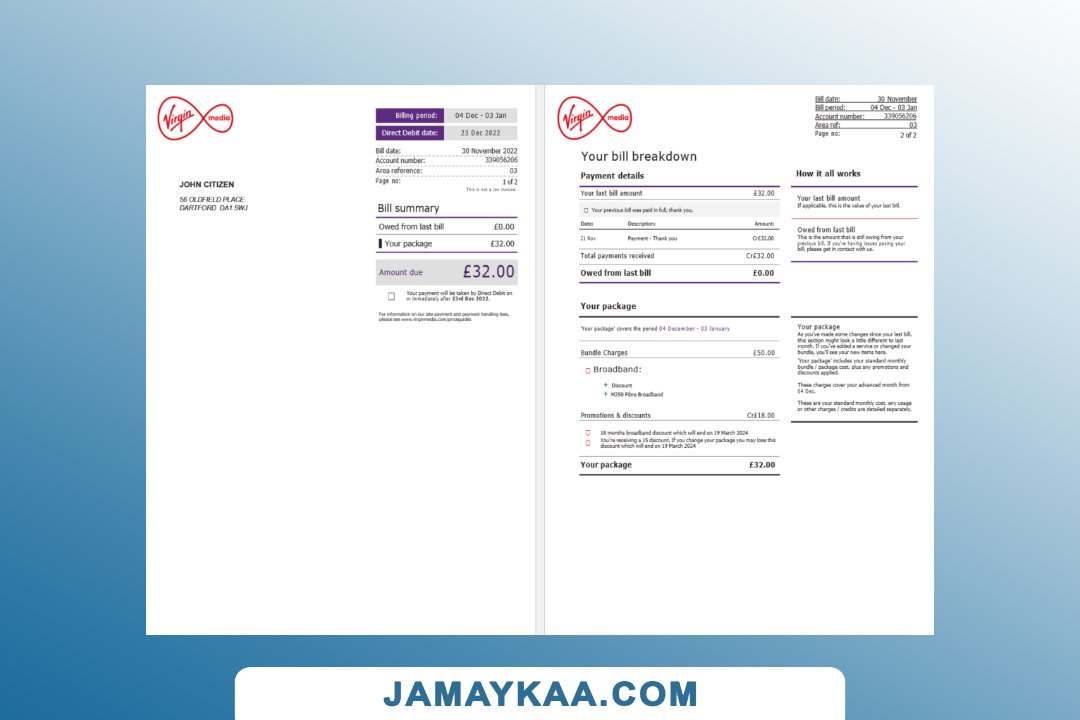 Virgin media
Billing period: 04 Dec - 03 Jan
Direct Debit date: 23 Dec 2022
Bill date: 30 November 2022
Account number: 339056206
Area reference: 03
Page no: 1 of 2
This is not a tax invoice.
JOHN CITIZEN
56 OLDFIELD PLACE
DARTFORD DA1 5WJ
Bill summary
Owed from last bill £0.00
Your package £32.00
Amount due £32.00
Your payment will be taken by Direct Debit on
or immediately after 23rd Dec 2022.
For information on our late payment and payment handling fees,
please see www.virginmedia.com/priceguides
Virgin media
Bill date: 30 November
Bill period: 04 Dec - 03 Jan
Account number: 339056206
Area ref: 03
Page no: 2 of 2
Your bill breakdown
Payment details
Your last bill amount £32.00
Your previous bill was paid in full, thank you.
Date: Description: Amount:
21 Nov Payment - Thank you Cr£32.00
Total payments received Cr£32.00
Owed from last bill £0.00
How it all works
Your last bill amount
If applicable, this is the value of your last bill.
Owed from last bill
This is the amount that is still owing from your
previous bill. If you're having issues paying your
bill, please get in contact with us.
Your package
'Your package' covers the period 04 December - 03 January
Bundle Charges £50.00
Broadband:
+ Discount
+ M250 Fibre Broadband
Promotions & discounts Cr£18.00
18 months broadband discount which will end on 19 March 2024
You're receiving a 15 discount. If you change your package you may lose this
discount which will end on 19 March 2024
Your package £32.00
Your package
As you've made some changes since your last bill,
this section might look a little different to last
month. If you've added a service or changed your
bundle, you'll see your new items here.
'Your package' includes your standard monthly
bundle / package cost, plus any promotions and
discounts applied.
These charges cover your advanced month from
04 Dec.
These are your standard monthly cost, any usage
or other charges / credits are detailed separately.
JAMAYKAA.COM